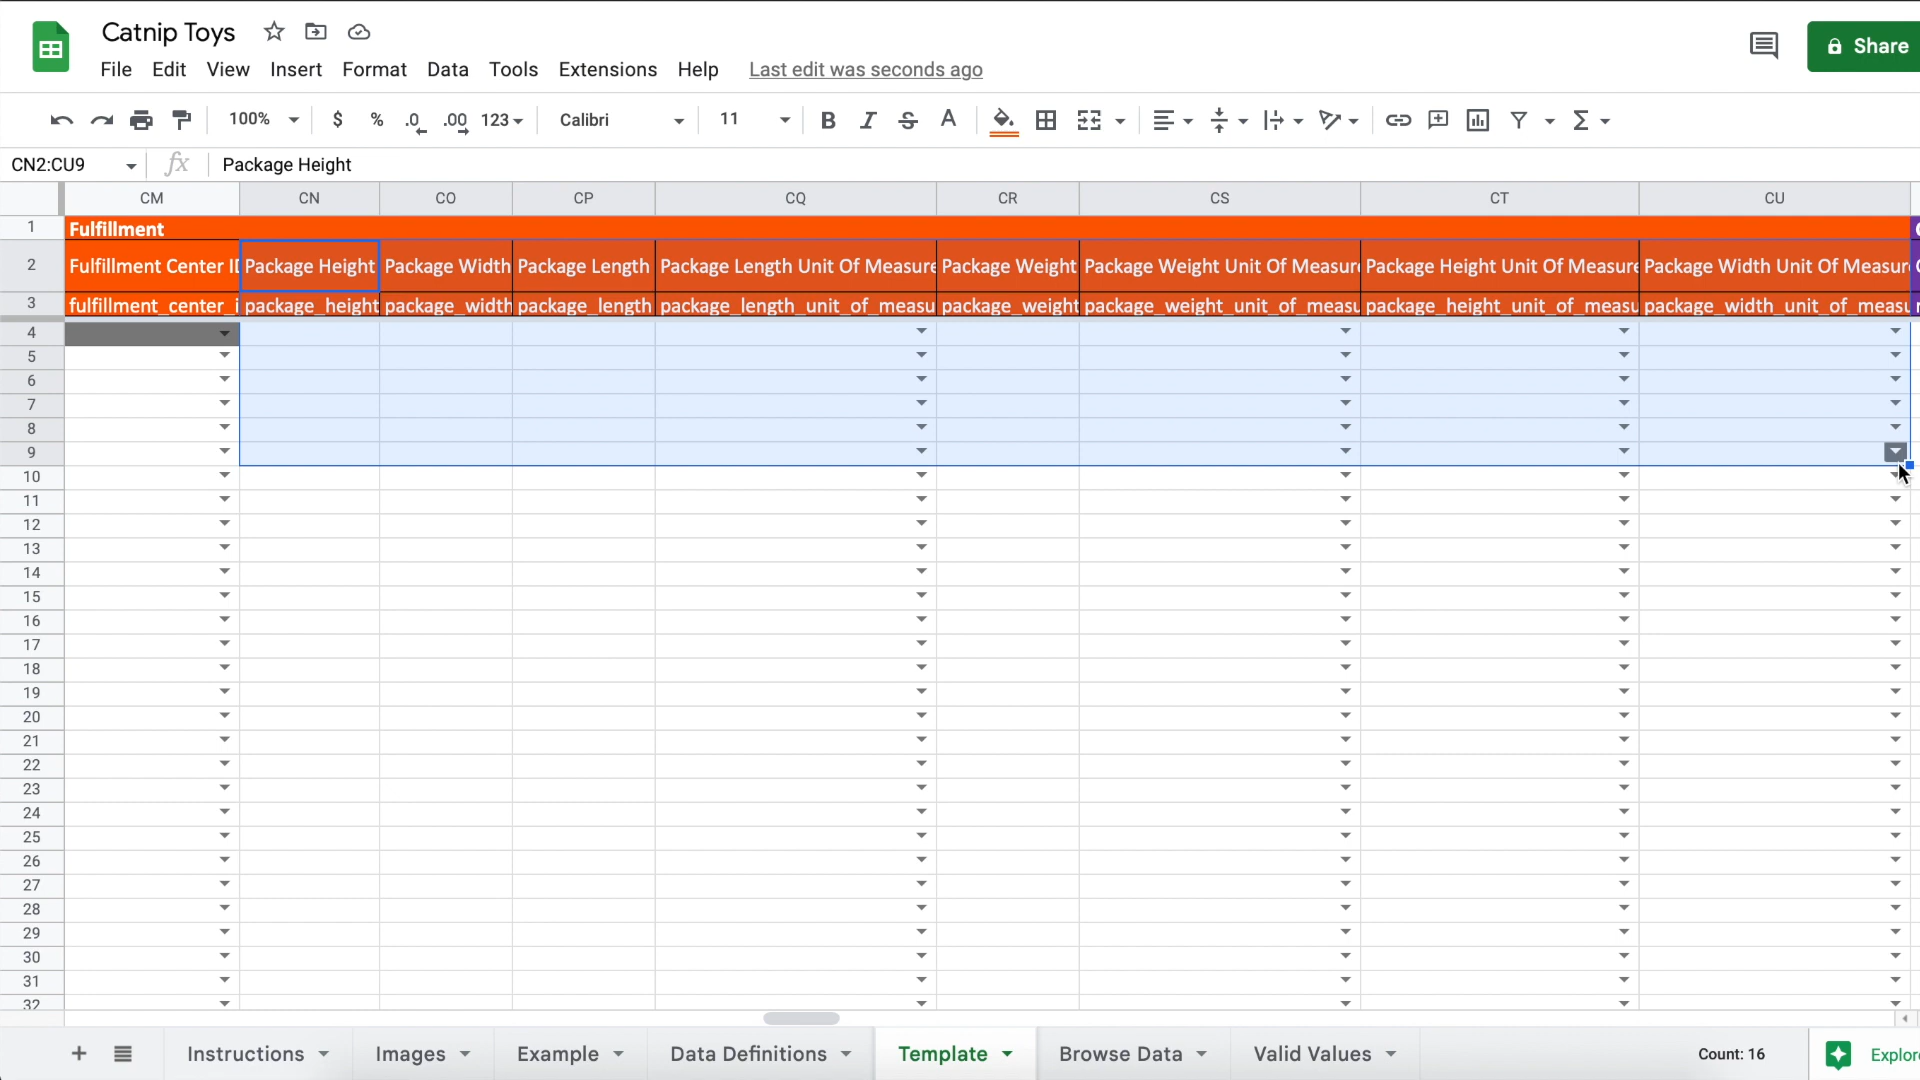 Catnip Toys
Share
File Edit View Insert Format Data Tools Extensions Help Last edit was seconds ago
100% $ % .0 .00 123 Calibri 11 B I S A
CN2:CU9 fx Package Height
CM CN CO CP CQ CR CS CT CU
1 Fulfillment
2 Fulfillment Center Package Height Package Width Package Length Package Length Unit Of Measure Package Weight Package Weight Unit Of Measur Package Height Unit Of Measure Package Width Unit Of Measur
3 fulfillment_center_i package_height package_width package_length package_length_unit_of_measu package_weight package_weight_unit_of_measu package_height_unit_of_measu package_width_unit_of_measu
4
5
6
7
8
9
10
11
12
13
14
15
16
17
18
19
20
21
22
23
24
25
26
27
28
29
30
31
32
+ Instructions Images Example Data Definitions Template Browse Data Valid Values Count: 16 Explor